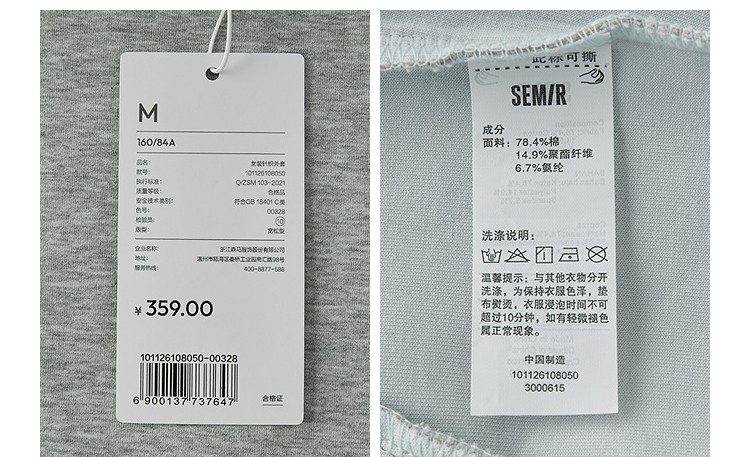 M
160/84A
品名: 女装针织外套
款号: 101126108050
执行标准: Q/ZSM 103-2021
质量等级: 合格品
安全技术类别: 符合GB 18401 C类
色号: 00328
检验员: 10
版型: 宽松型
企业名称: 浙江森马服饰股份有限公司
地址: 温州市瓯海区娄桥工业园南汇路98号
服务热线: 400-8877-588
¥ 359.00
101126108050-00328
6 900137 737647
合格证
此标可撕
SEMIR
成分
面料: 78.4%棉
14.9%聚酯纤维
6.7%氨纶
洗涤说明:
温馨提示: 与其他衣物分开
洗涤, 为保持衣服色泽, 垫
布熨烫, 衣服浸泡时间不可
超过10分钟, 如有轻微褪色
属正常现象。
中国制造
101126108050
3000615